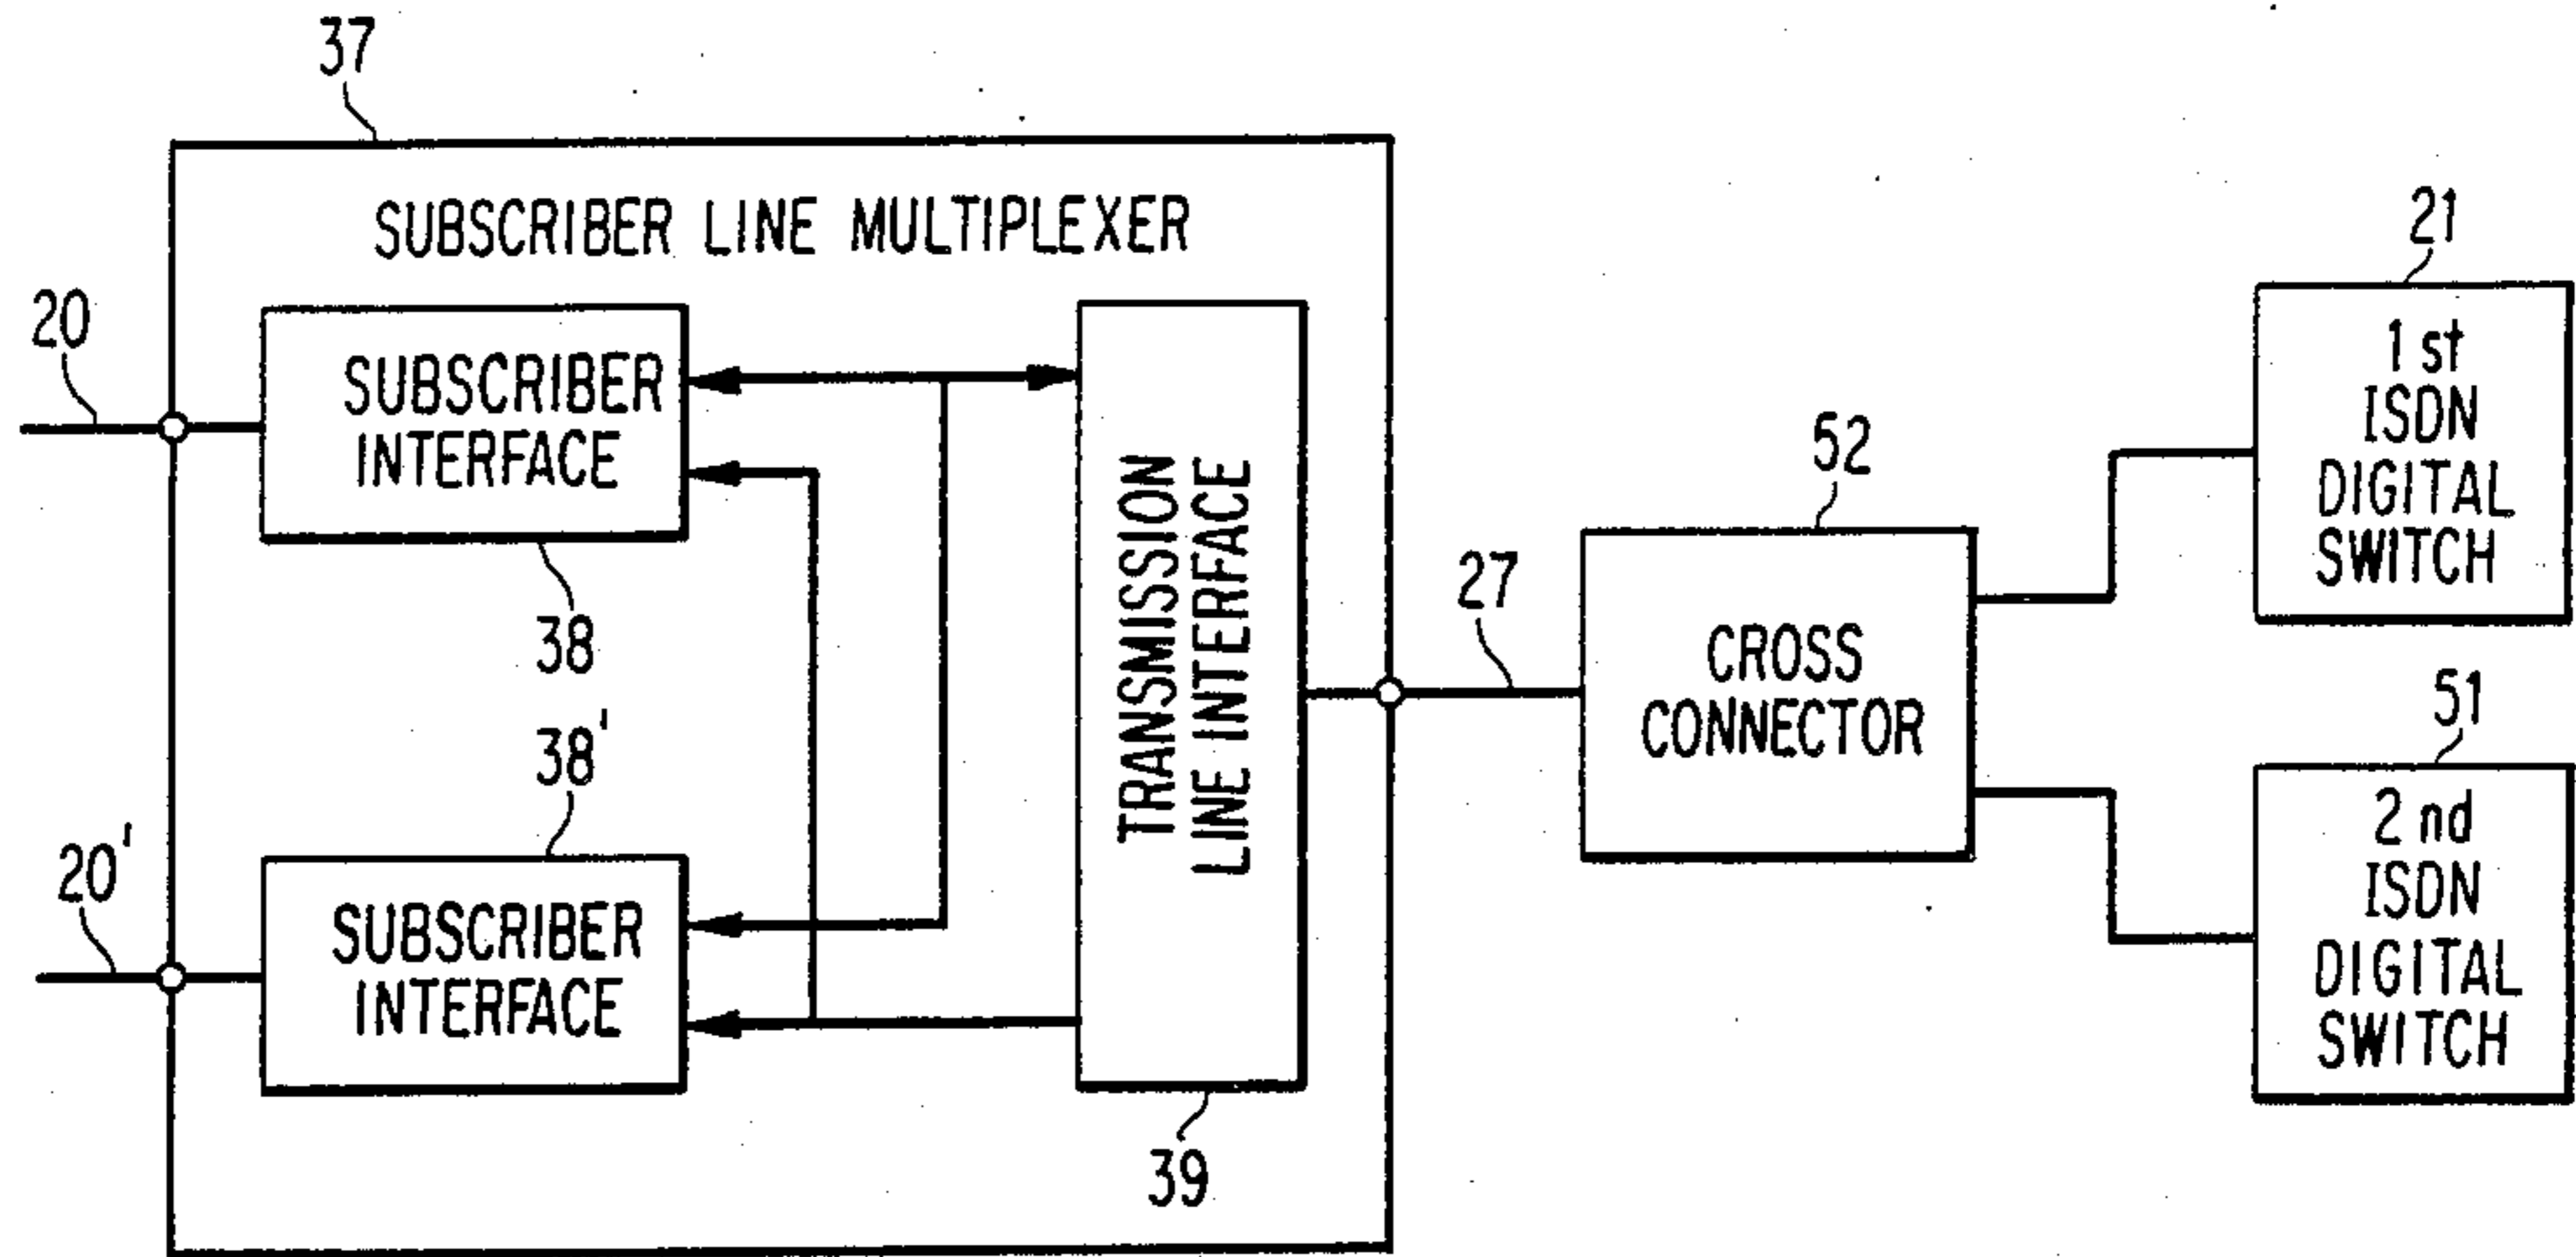 37
SUBSCRIBER LINE MULTIPLEXER
20
SUBSCRIBER
INTERFACE
38
38'
20'
SUBSCRIBER
INTERFACE
TRANSMISSION
LINE INTERFACE
39
27
52
CROSS
CONNECTOR
21
1 st
ISDN
DIGITAL
SWITCH
51
2 nd
ISDN
DIGITAL
SWITCH